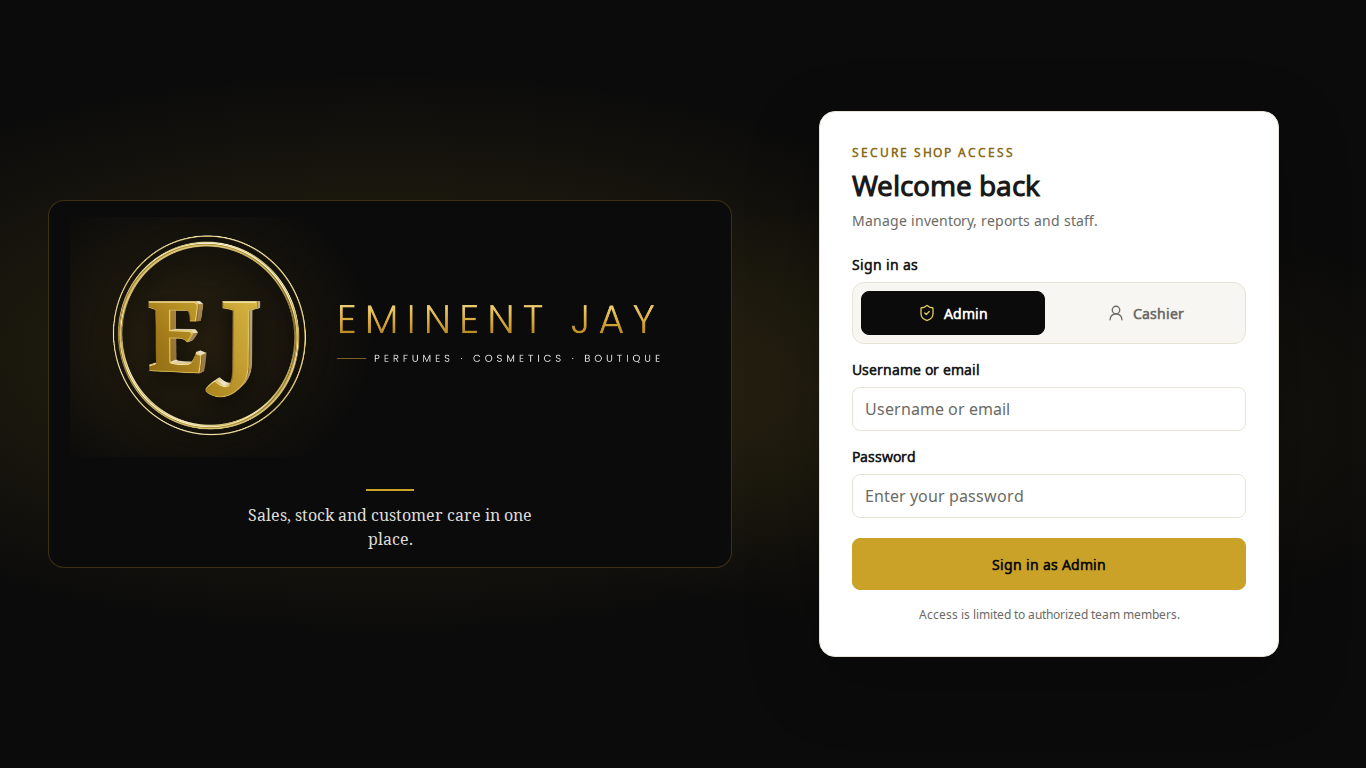 EJ
EMINENT JAY
PERFUMES · COSMETICS · BOUTIQUE
Sales, stock and customer care in one
place.
SECURE SHOP ACCESS
Welcome back
Manage inventory, reports and staff.
Sign in as
Admin
Cashier
Username or email
Username or email
Password
Enter your password
Sign in as Admin
Access is limited to authorized team members.